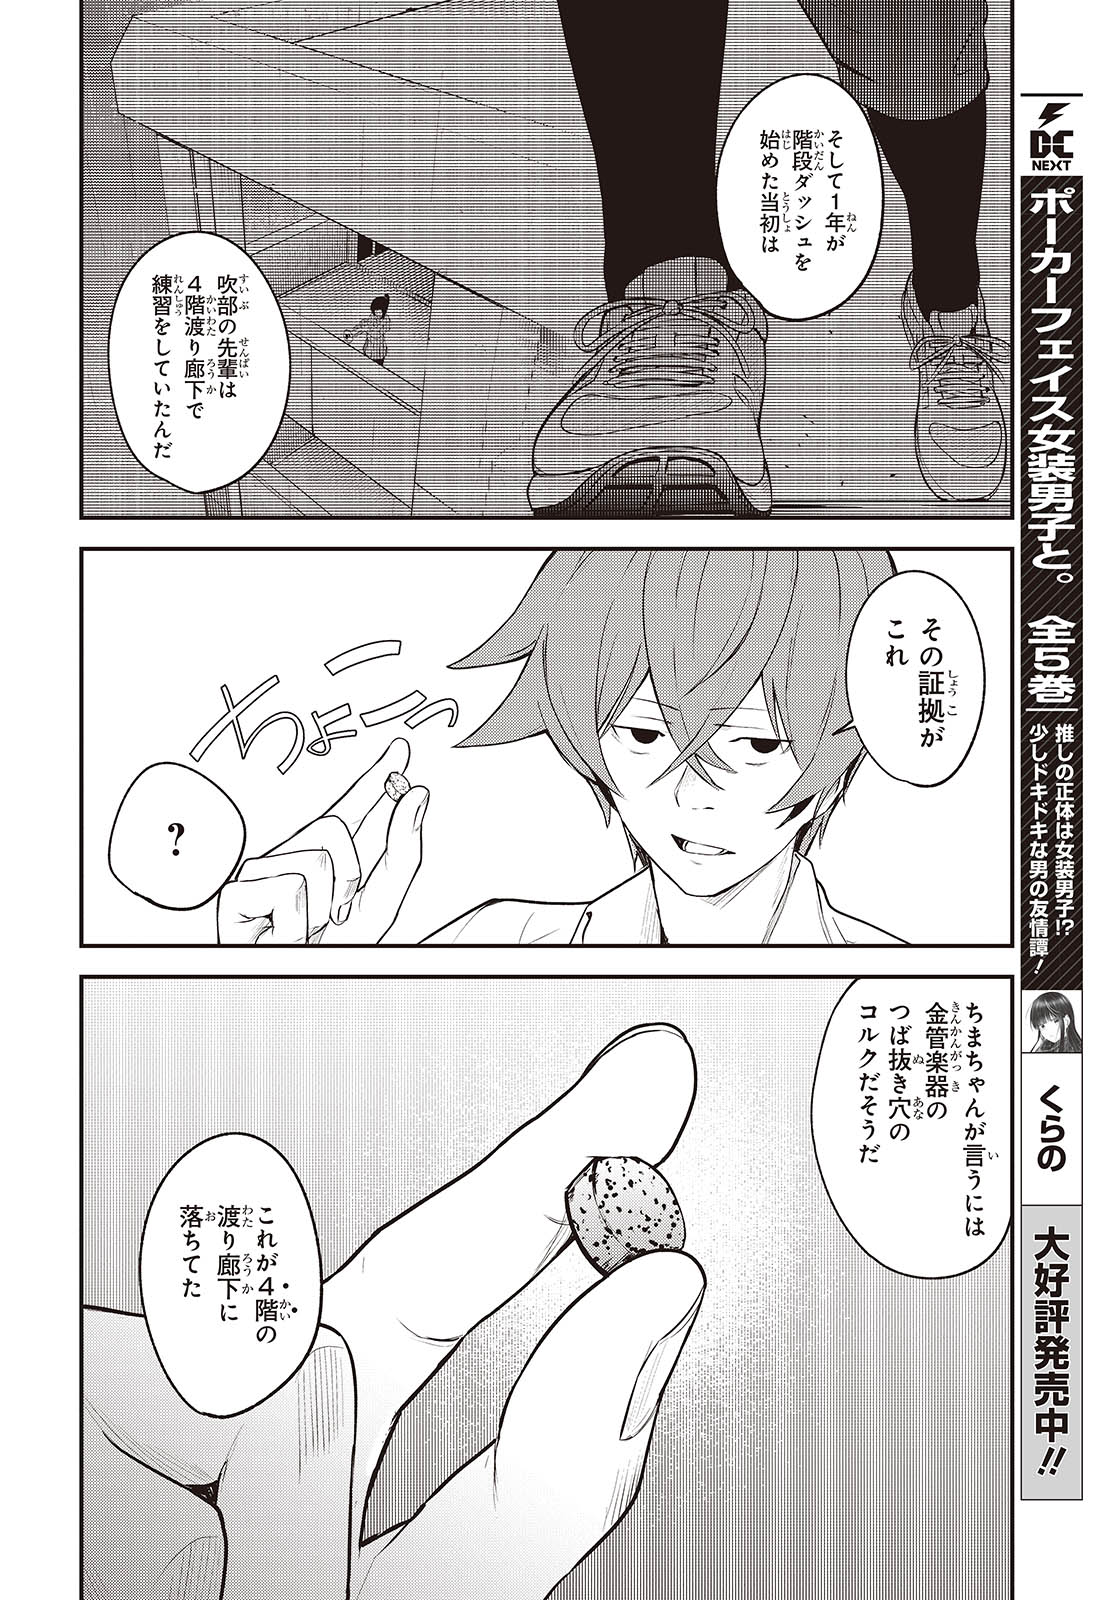 そして1年が
階段ダッシュを
始めた当初は
吹部の先輩は
4階渡り廊下で
練習をしていたんだ
その証拠が
これ
ちょーっ
?
ちまちゃんが言うには
金管楽器の
つば抜き穴の
コルクだそうだ
これが4階の
渡り廊下に
落ちてた
DC
NEXT
ポーカーフェイス女装男子と。 全5巻
推しの正体は女装男子!?
少しドキドキな男の友情譚!
くらの
大好評発売中!!